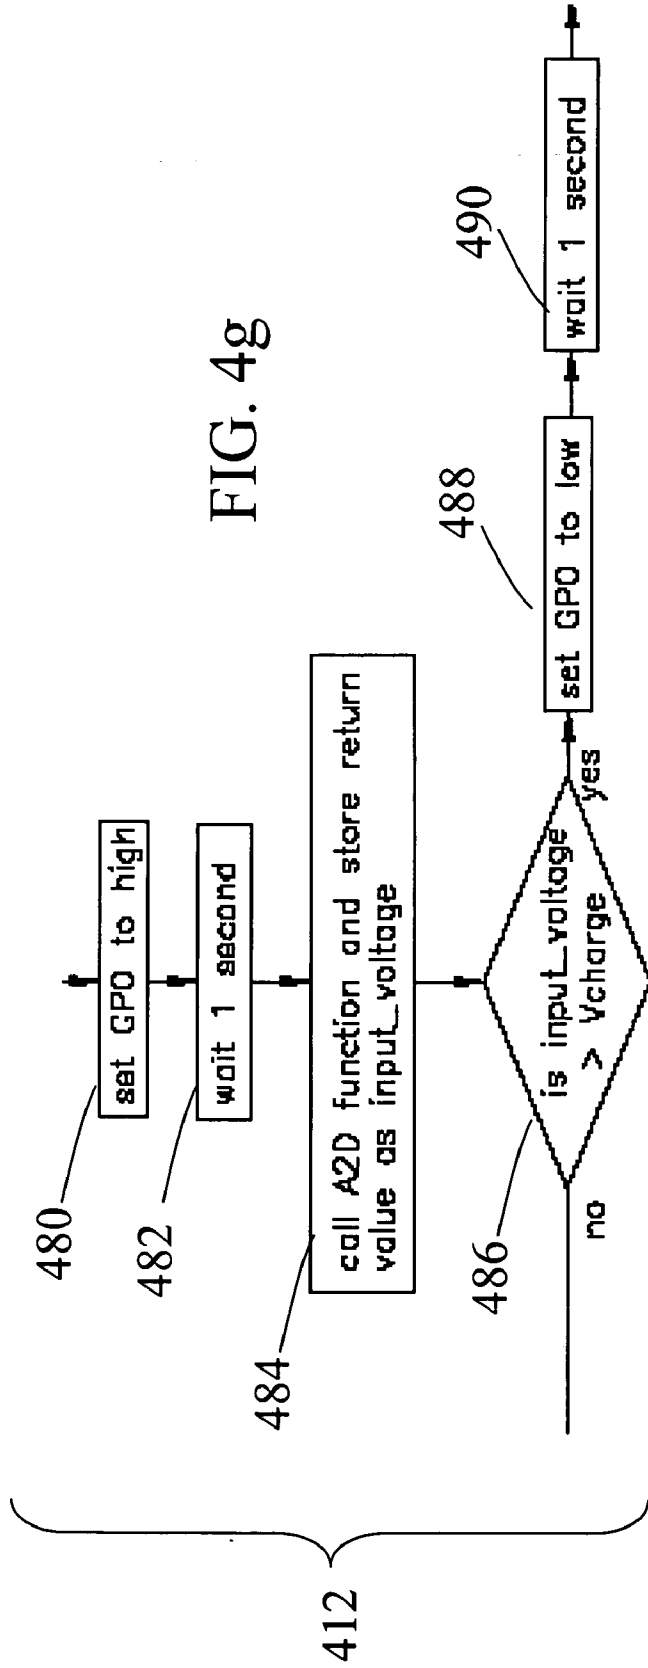 412
480
set GPO to high
482
wait 1 second
484
call A2D function and store return
value as input_voltage
486
is input_voltage
> Vcharge
no
yes
488
set GPO to low
490
wait 1 second
FIG. 4g